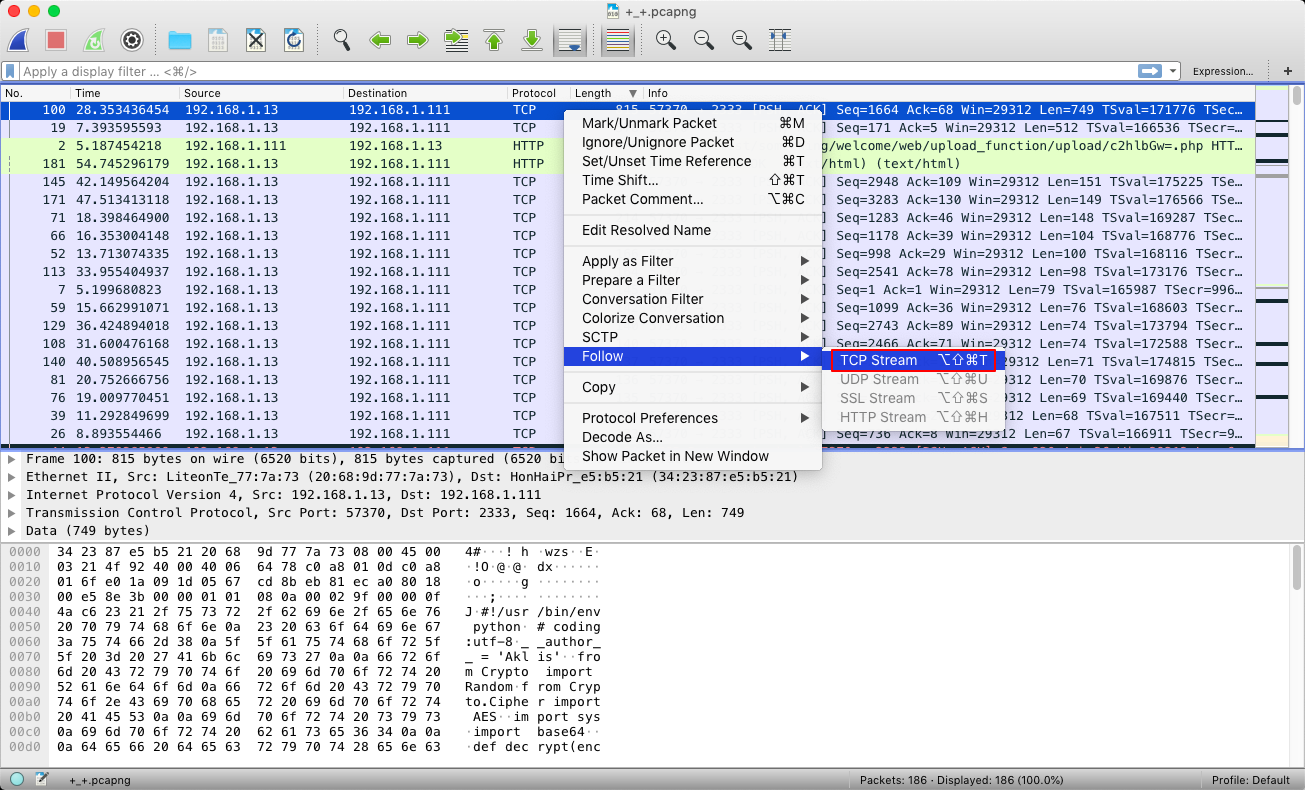 +_+.pcapng
Apply a display filter ... <⌘/>
Expression...
+
No. Time Source Destination Protocol Length Info
100 28.353436454 192.168.1.13 192.168.1.111 TCP 815 57370 → 2333 [PSH, ACK] Seq=1664 Ack=68 Win=29312 Len=749 TSval=171776 TSec…
19 7.393595593 192.168.1.13 192.168.1.111 TCP ] Seq=171 Ack=5 Win=29312 Len=512 TSval=166536 TSecr=…
2 5.187454218 192.168.1.111 192.168.1.13 HTTP g/welcome/web/upload_function/upload/c2hlbGw=.php HTT…
181 54.745296179 192.168.1.13 192.168.1.111 HTTP /html) (text/html)
145 42.149564204 192.168.1.13 192.168.1.111 TCP ] Seq=2948 Ack=109 Win=29312 Len=151 TSval=175225 TSe…
171 47.513413118 192.168.1.13 192.168.1.111 TCP ] Seq=3283 Ack=130 Win=29312 Len=149 TSval=176566 TSe…
71 18.398464900 192.168.1.13 192.168.1.111 TCP ] Seq=1283 Ack=46 Win=29312 Len=148 TSval=169287 TSec…
66 16.353004148 192.168.1.13 192.168.1.111 TCP ] Seq=1178 Ack=39 Win=29312 Len=104 TSval=168776 TSec…
52 13.713074335 192.168.1.13 192.168.1.111 TCP ] Seq=998 Ack=29 Win=29312 Len=100 TSval=168116 TSecr…
113 33.955404937 192.168.1.13 192.168.1.111 TCP ] Seq=2541 Ack=78 Win=29312 Len=98 TSval=173176 TSecr…
7 5.199680823 192.168.1.13 192.168.1.111 TCP ] Seq=1 Ack=1 Win=29312 Len=79 TSval=165987 TSecr=996…
59 15.662991071 192.168.1.13 192.168.1.111 TCP ] Seq=1099 Ack=36 Win=29312 Len=76 TSval=168603 TSecr…
129 36.424894018 192.168.1.13 192.168.1.111 TCP ] Seq=2743 Ack=89 Win=29312 Len=74 TSval=173794 TSecr…
108 31.600476168 192.168.1.13 192.168.1.111 TCP ] Seq=2466 Ack=71 Win=29312 Len=74 TSval=172588 TSecr…
140 40.508956545 192.168.1.13 192.168.1.111 TCP Len=71 TSval=174815 TSecr…
81 20.752666756 192.168.1.13 192.168.1.111 TCP Len=70 TSval=169876 TSecr…
76 19.009770451 192.168.1.13 192.168.1.111 TCP Len=69 TSval=169440 TSecr…
39 11.292849699 192.168.1.13 192.168.1.111 TCP Len=68 TSval=167511 TSecr…
26 8.893554466 192.168.1.13 192.168.1.111 TCP ] Seq=736 Ack=8 Win=29312 Len=67 TSval=166911 TSecr=9…
Mark/Unmark Packet ⌘M
Ignore/Unignore Packet ⌘D
Set/Unset Time Reference ⌘T
Time Shift... ⇧⌘T
Packet Comment... ⌥⌘C
Edit Resolved Name
Apply as Filter
Prepare a Filter
Conversation Filter
Colorize Conversation
SCTP
Follow
Copy
Protocol Preferences
Decode As...
Show Packet in New Window
TCP Stream ⌥⇧⌘T
UDP Stream ⌥⇧⌘U
SSL Stream ⌥⇧⌘S
HTTP Stream ⌥⇧⌘H
Frame 100: 815 bytes on wire (6520 bits), 815 bytes captured (6520 bi
Ethernet II, Src: LiteonTe_77:7a:73 (20:68:9d:77:7a:73), Dst: HonHaiPr_e5:b5:21 (34:23:87:e5:b5:21)
Internet Protocol Version 4, Src: 192.168.1.13, Dst: 192.168.1.111
Transmission Control Protocol, Src Port: 57370, Dst Port: 2333, Seq: 1664, Ack: 68, Len: 749
Data (749 bytes)
0000 34 23 87 e5 b5 21 20 68 9d 77 7a 73 08 00 45 00 4#···! h ·wzs··E·
0010 03 21 4f 92 40 00 40 06 64 78 c0 a8 01 0d c0 a8 ·!O·@·@· dx······
0020 01 6f e0 1a 09 1d 05 67 cd 8b eb 81 ec a0 80 18 ·o·····g ········
0030 00 e5 8e 3b 00 00 01 01 08 0a 00 02 9f 00 00 0f ···;···· ········
0040 4a c6 23 21 2f 75 73 72 2f 62 69 6e 2f 65 6e 76 J·#!/usr /bin/env
0050 20 70 79 74 68 6f 6e 0a 23 20 63 6f 64 69 6e 67 python· # coding
0060 3a 75 74 66 2d 38 0a 5f 5f 61 75 74 68 6f 72 5f :utf-8·_ _author_
0070 5f 20 3d 20 27 41 6b 6c 69 73 27 0a 0a 66 72 6f _ = 'Akl is'··fro
0080 6d 20 43 72 79 70 74 6f 20 69 6d 70 6f 72 74 20 m Crypto import
0090 52 61 6e 64 6f 6d 0a 66 72 6f 6d 20 43 72 79 70 Random·f rom Cryp
00a0 74 6f 2e 43 69 70 68 65 72 20 69 6d 70 6f 72 74 to.Ciphe r import
00b0 20 41 45 53 0a 0a 69 6d 70 6f 72 74 20 73 79 73 AES··im port sys
00c0 0a 69 6d 70 6f 72 74 20 62 61 73 65 36 34 0a 0a ·import base64··
00d0 0a 64 65 66 20 64 65 63 72 79 70 74 28 65 6e 63 ·def dec rypt(enc
+_+.pcapng
Packets: 186 · Displayed: 186 (100.0%)
Profile: Default